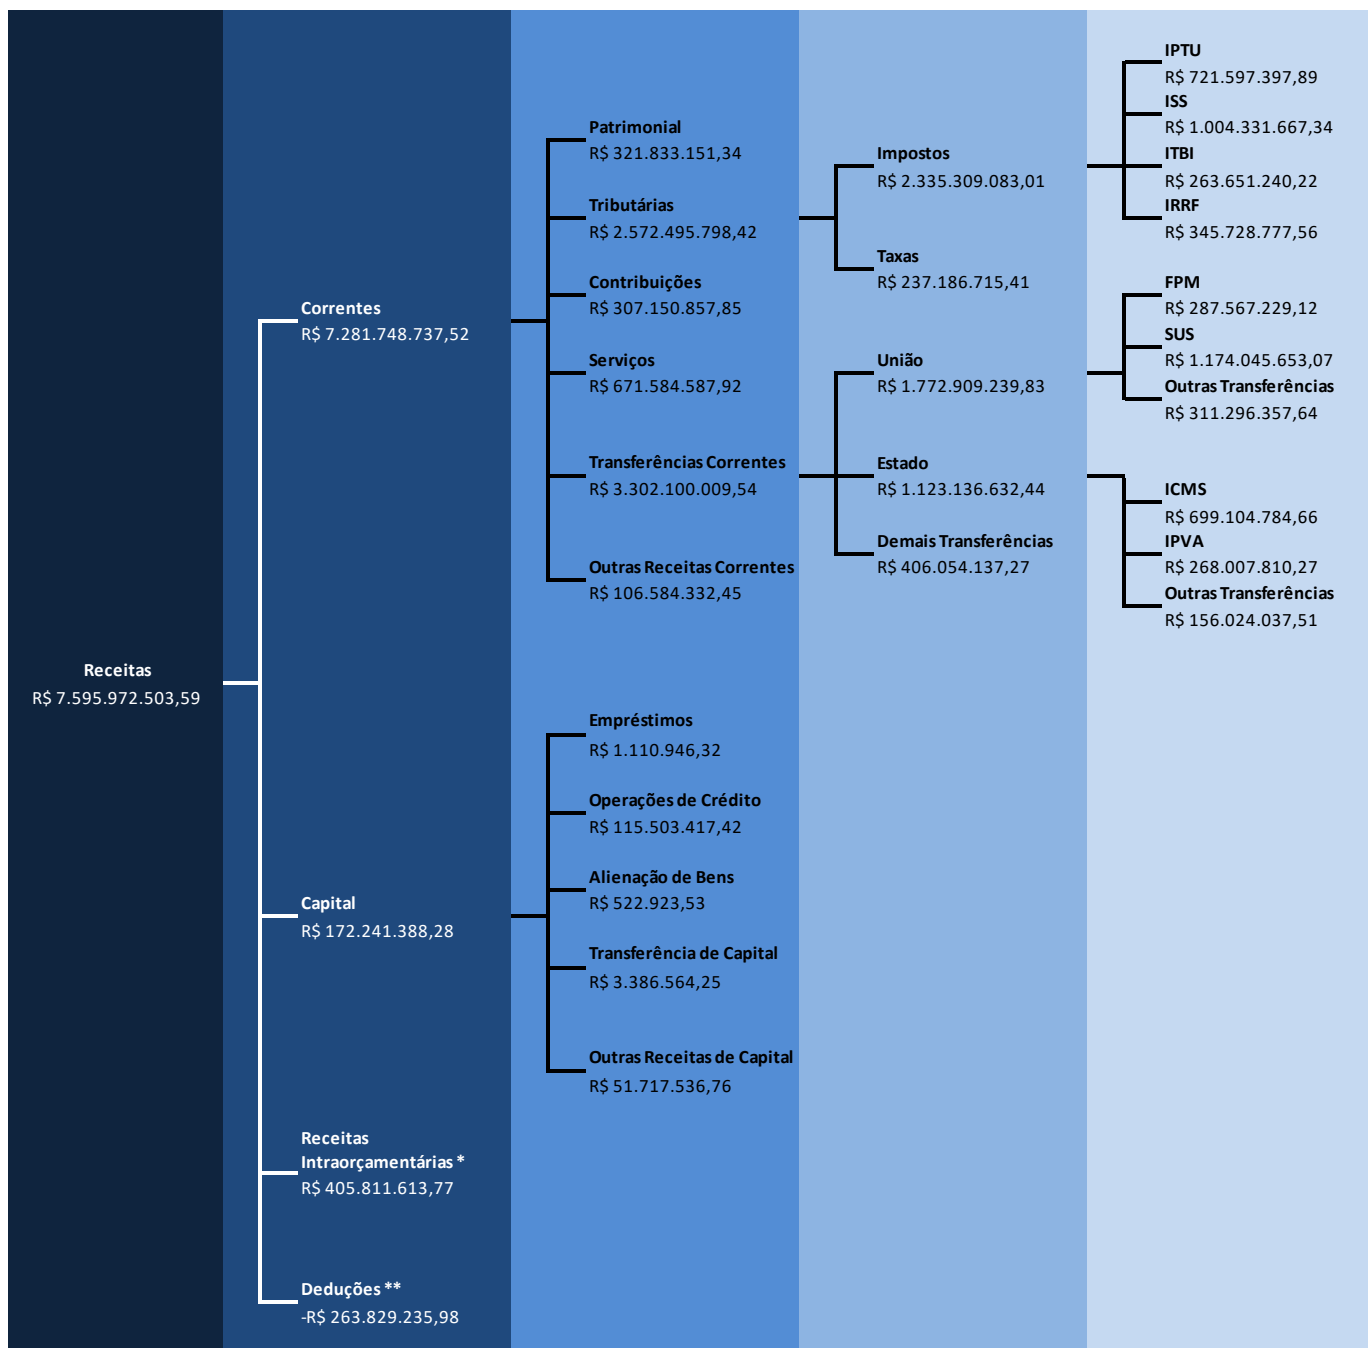 Receitas
R$ 7.595.972.503,59
Correntes
R$ 7.281.748.737,52
Capital
R$ 172.241.388,28
Receitas
Intraorçamentárias *
R$ 405.811.613,77
Deduções **
-R$ 263.829.235,98
Patrimonial
R$ 321.833.151,34
Tributárias
R$ 2.572.495.798,42
Contribuições
R$ 307.150.857,85
Serviços
R$ 671.584.587,92
Transferências Correntes
R$ 3.302.100.009,54
Outras Receitas Correntes
R$ 106.584.332,45
Empréstimos
R$ 1.110.946,32
Operações de Crédito
R$ 115.503.417,42
Alienação de Bens
R$ 522.923,53
Transferência de Capital
R$ 3.386.564,25
Outras Receitas de Capital
R$ 51.717.536,76
Impostos
R$ 2.335.309.083,01
Taxas
R$ 237.186.715,41
União
R$ 1.772.909.239,83
Estado
R$ 1.123.136.632,44
Demais Transferências
R$ 406.054.137,27
IPTU
R$ 721.597.397,89
ISS
R$ 1.004.331.667,34
ITBI
R$ 263.651.240,22
IRRF
R$ 345.728.777,56
FPM
R$ 287.567.229,12
SUS
R$ 1.174.045.653,07
Outras Transferências
R$ 311.296.357,64
ICMS
R$ 699.104.784,66
IPVA
R$ 268.007.810,27
Outras Transferências
R$ 156.024.037,51